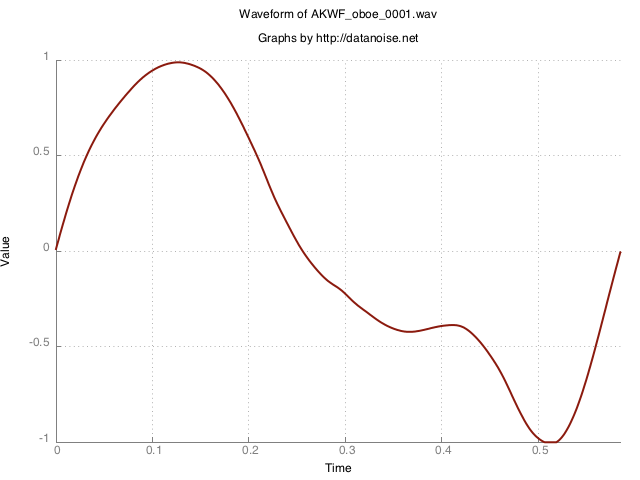 Waveform of AKWF_oboe_0001.wav
Graphs by http://datanoise.net
1
0.5
0
-0.5
-1
Value
0 0.1 0.2 0.3 0.4 0.5
Time